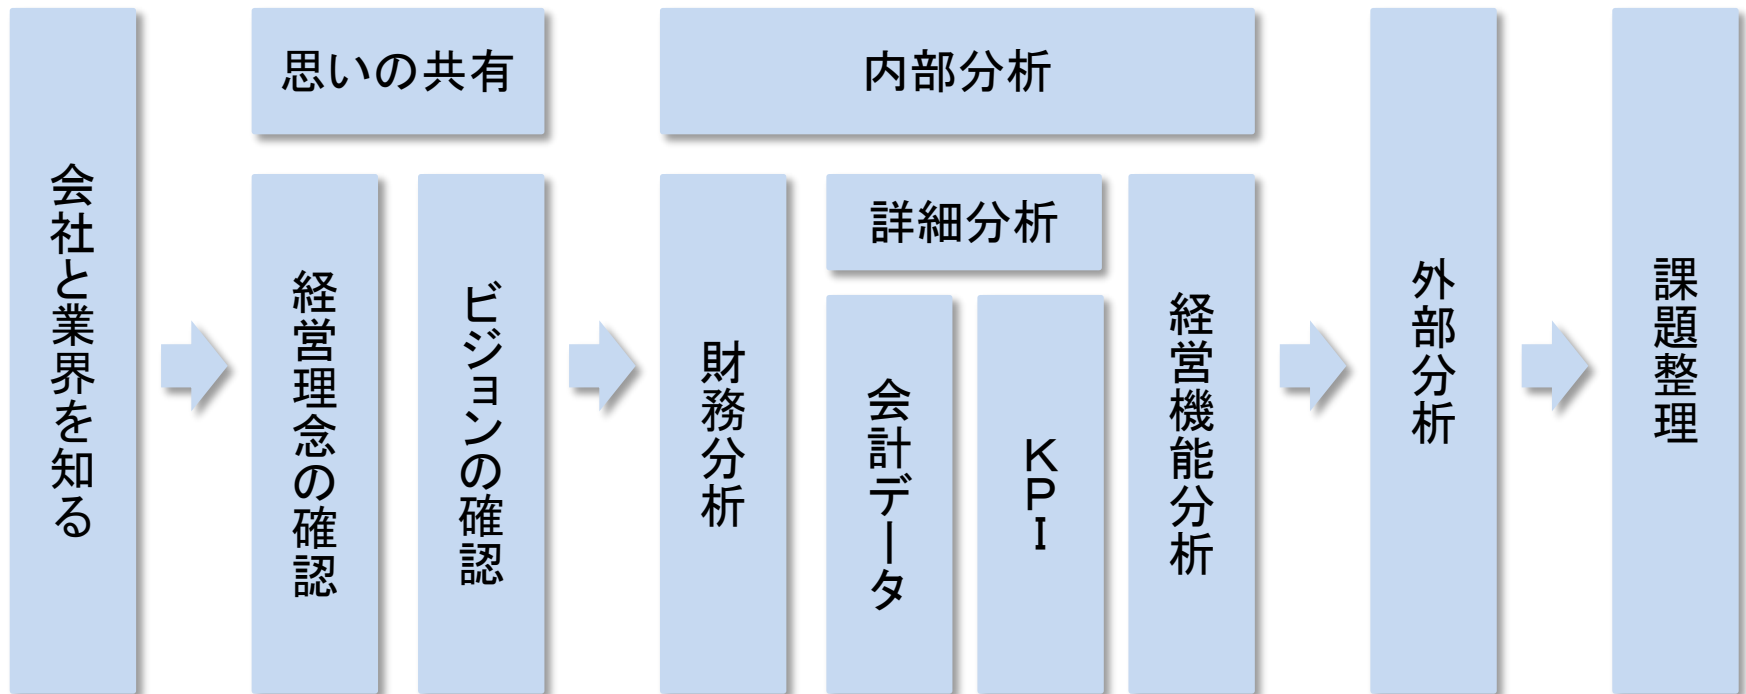 会社と業界を知る
思いの共有
経営理念の確認
ビジョンの確認
内部分析
財務分析
詳細分析
会計データ
KPI
経営機能分析
外部分析
課題整理